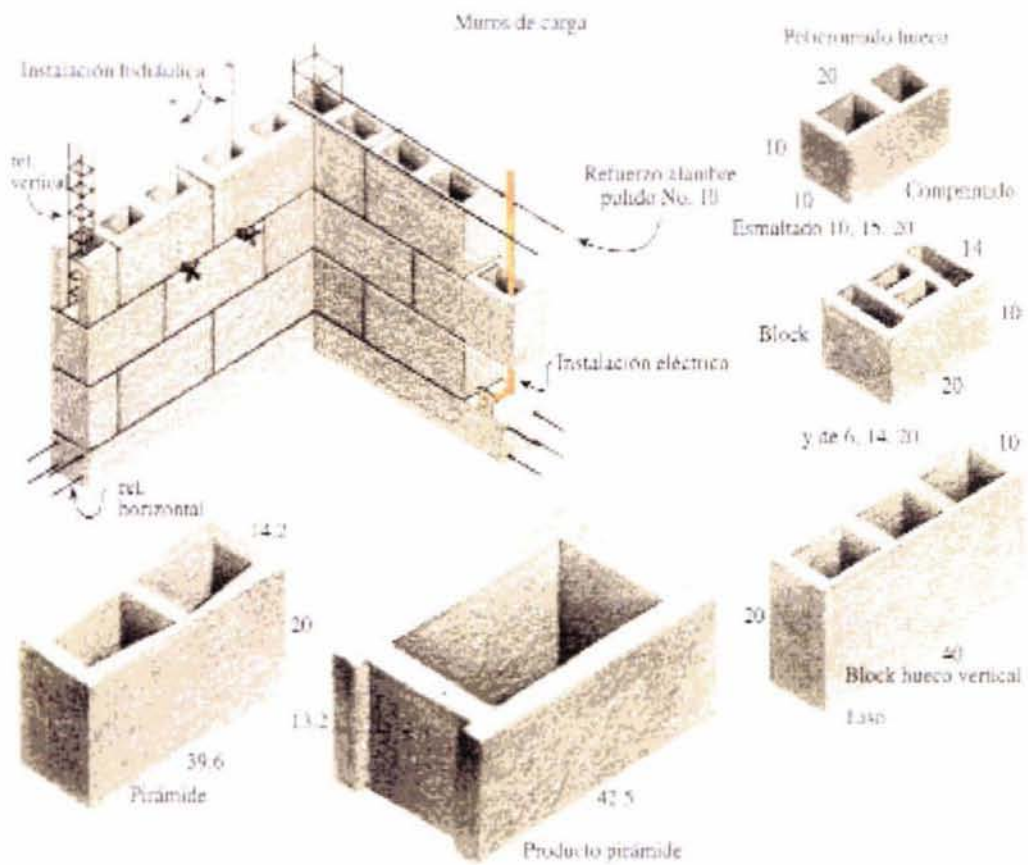 Muros de carga
Instalación hidráulica
ref.
vertical
Refuerzo alambre
pulido No. 10
Instalación eléctrica
ref.
horizontal
hueco
20
10
10
Comprimido
Esmaltado 10, 15, 20
14
10
Block
20
y de 6, 14, 20
10
20
40
Block hueco vertical
Liso
14.2
20
39.6
Pirámide
13.2
42.5
Producto pirámide